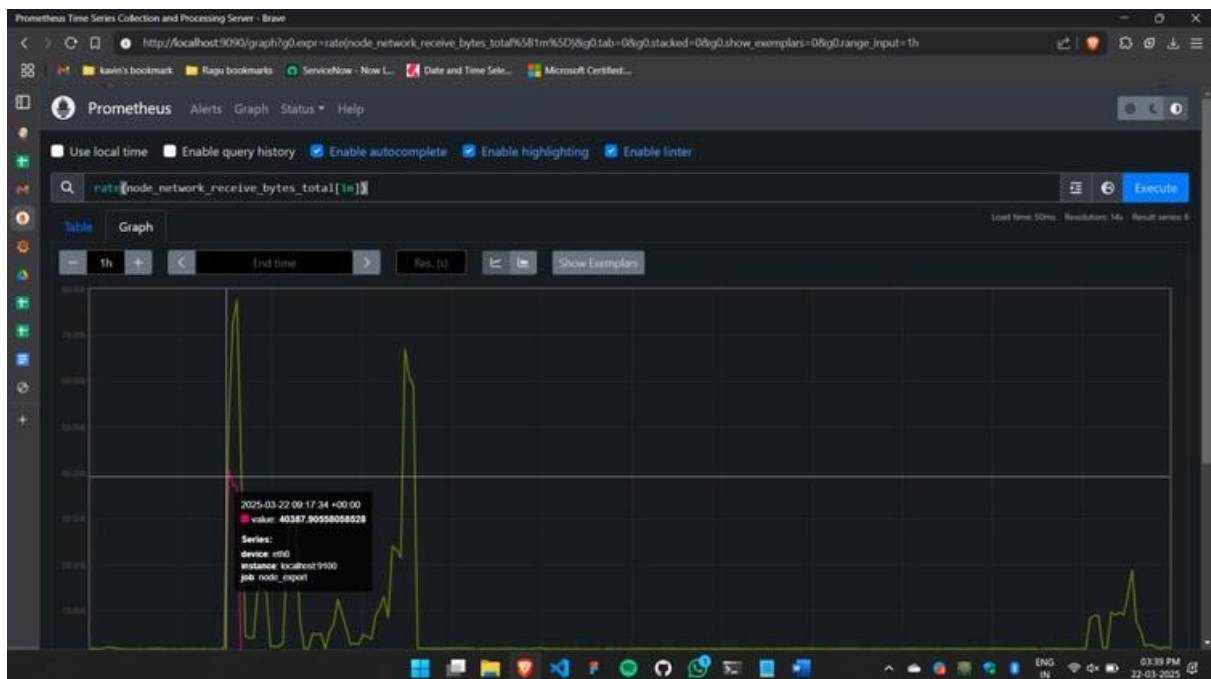 Prometheus Time Series Collection and Processing Server - Brave
http://localhost:9090/graph?g0.expr=rate(node_network_receive_bytes_total%5B1m%5D)&g0.tab=0&g0.stacked=0&g0.show_exemplars=0&g0.range_input=1h
kavin's bookmark Ragu bookmarks ServiceNow - Now L... Date and Time Sele... Microsoft Certified:...
Prometheus Alerts Graph Status Help
Use local time Enable query history Enable autocomplete Enable highlighting Enable linter
rate(node_network_receive_bytes_total[1m])
Execute
Load time: 50ms Resolution: 14s Result series: 6
Table Graph
- 1h + < End time > Res. (s) Show Exemplars
2025-03-22 09:17:34 +00:00
value: 40387.90558058528
Series:
device: eth0
instance: localhost:9100
job: node_export
ENG
IN
03:39 PM
22-03-2025